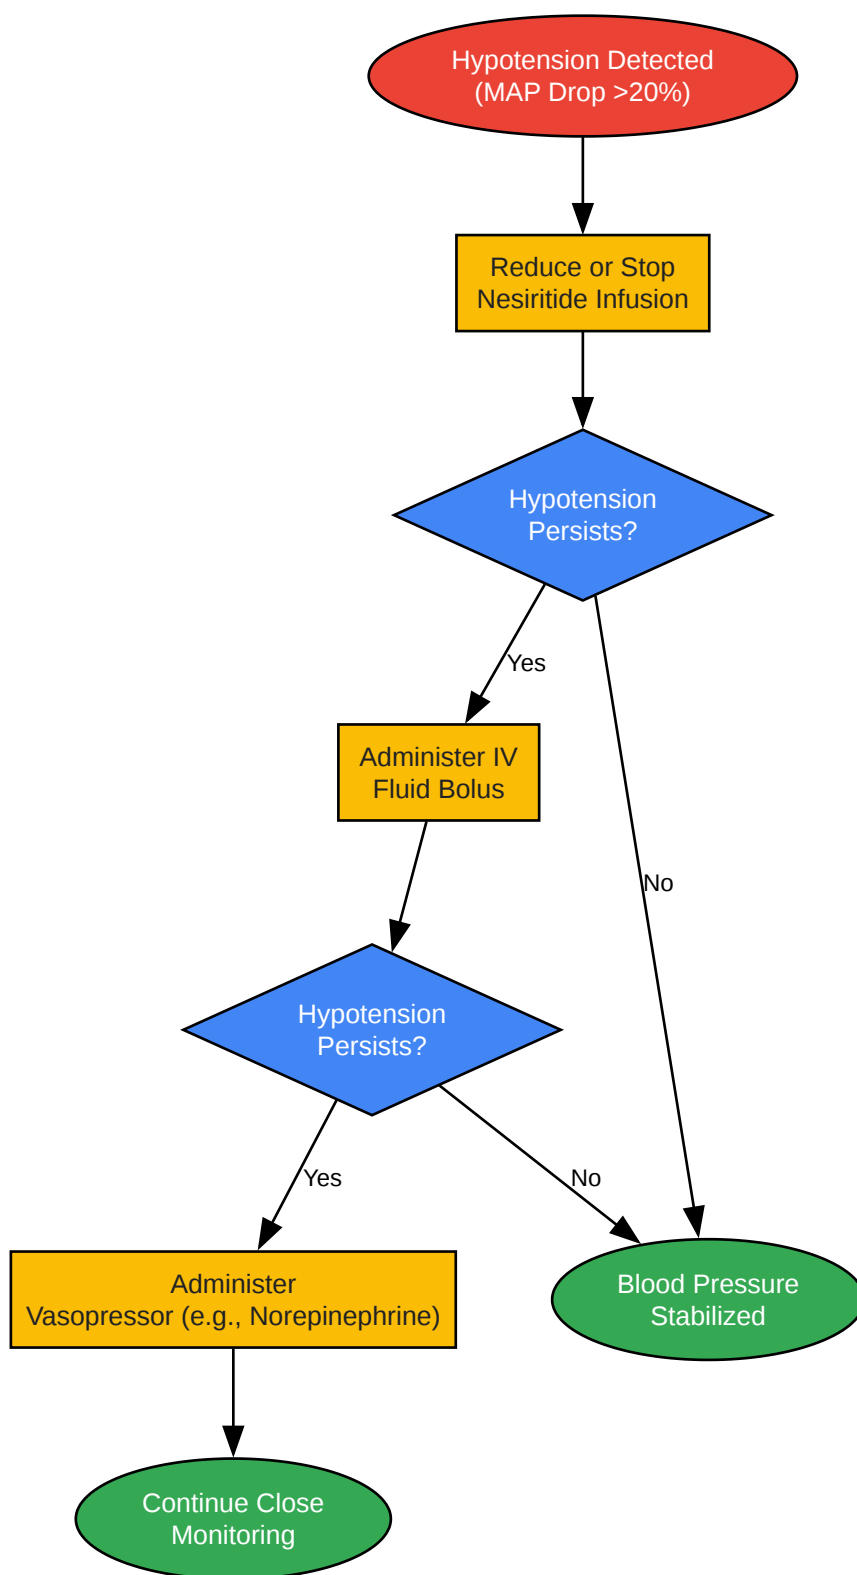 Hypotension Detected
(MAP Drop >20%)
Reduce or Stop
Nesiritide Infusion
Hypotension
Persists?
Yes
Administer IV
Fluid Bolus
No
Hypotension
Persists?
Yes
No
Administer
Vasopressor (e.g., Norepinephrine)
Blood Pressure
Stabilized
Continue Close
Monitoring